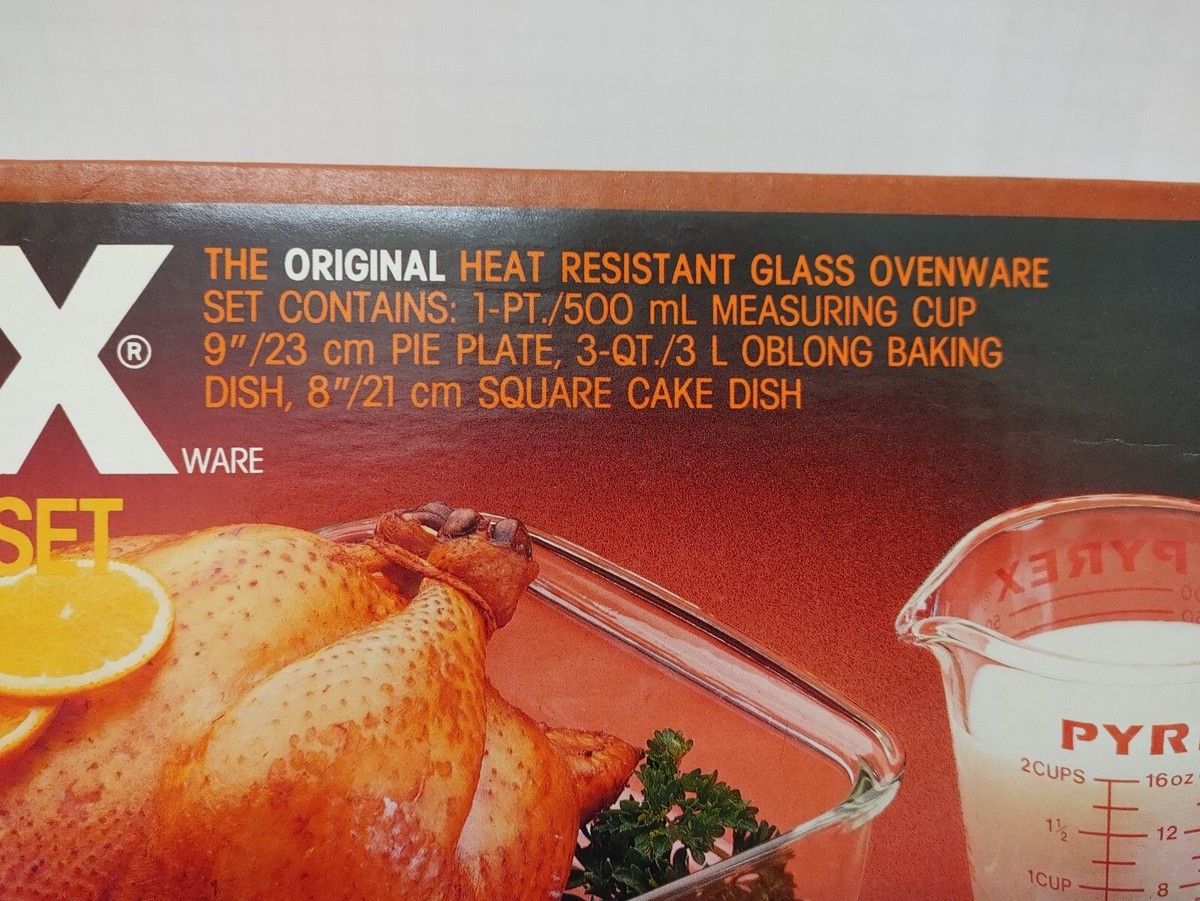 X®
WARE
SET
THE ORIGINAL HEAT RESISTANT GLASS OVENWARE
SET CONTAINS: 1-PT./500 mL MEASURING CUP
9"/23 cm PIE PLATE, 3-QT./3 L OBLONG BAKING
DISH, 8"/21 cm SQUARE CAKE DISH
PYREX
PYR
2CUPS 16oz
1½ 12
1CUP 8